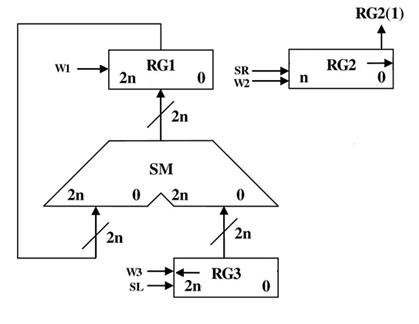 RG2(1)
W1 RG1
2n 0
SR
W2
RG2
n 0
2n
SM
2n 0 2n 0
2n 2n
W3
SL
RG3
2n 0